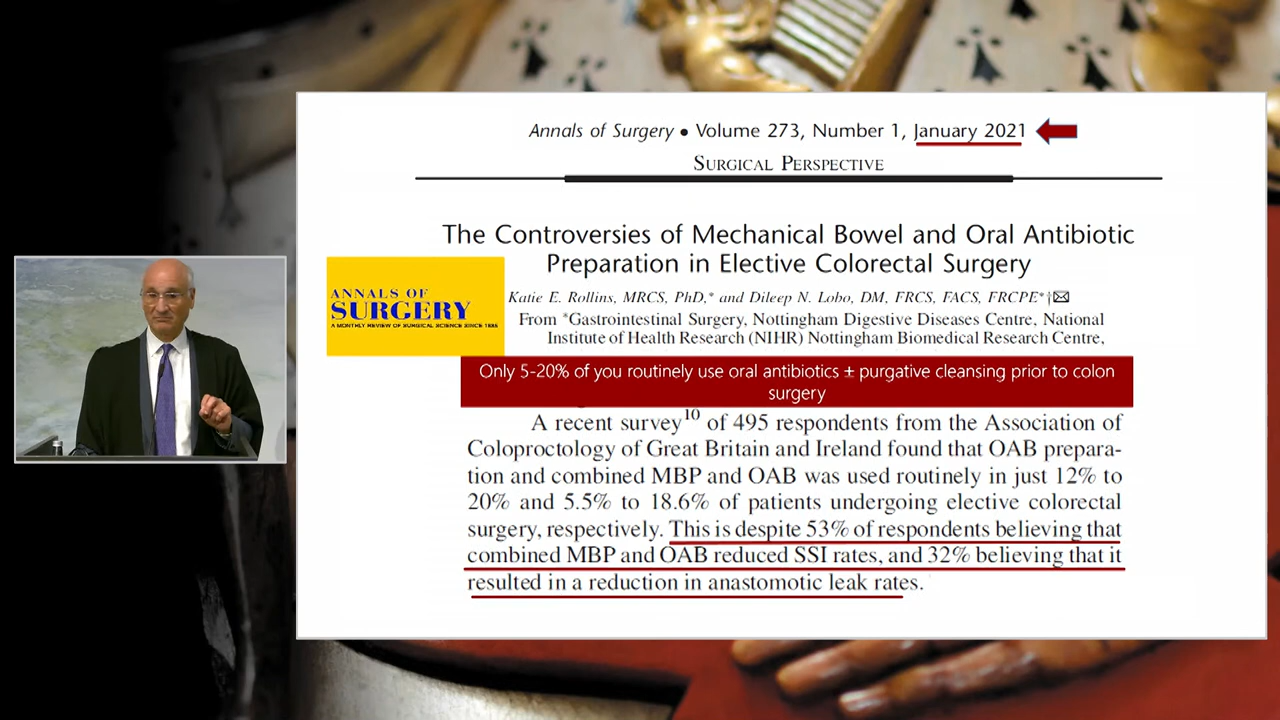 Annals of Surgery • Volume 273, Number 1, January 2021
SURGICAL PERSPECTIVE
The Controversies of Mechanical Bowel and Oral Antibiotic
Preparation in Elective Colorectal Surgery
ANNALS OF
SURGERY
A MONTHLY REVIEW OF SURGICAL SCIENCE SINCE 1885
Katie E. Rollins, MRCS, PhD,* and Dileep N. Lobo, DM, FRCS, FACS, FRCPE*†✉
From *Gastrointestinal Surgery, Nottingham Digestive Diseases Centre, National
Institute of Health Research (NIHR) Nottingham Biomedical Research Centre,
Only 5-20% of you routinely use oral antibiotics ± purgative cleansing prior to colon
surgery
A recent survey10 of 495 respondents from the Association of
Coloproctology of Great Britain and Ireland found that OAB prepara-
tion and combined MBP and OAB was used routinely in just 12% to
20% and 5.5% to 18.6% of patients undergoing elective colorectal
surgery, respectively. This is despite 53% of respondents believing that
combined MBP and OAB reduced SSI rates, and 32% believing that it
resulted in a reduction in anastomotic leak rates.